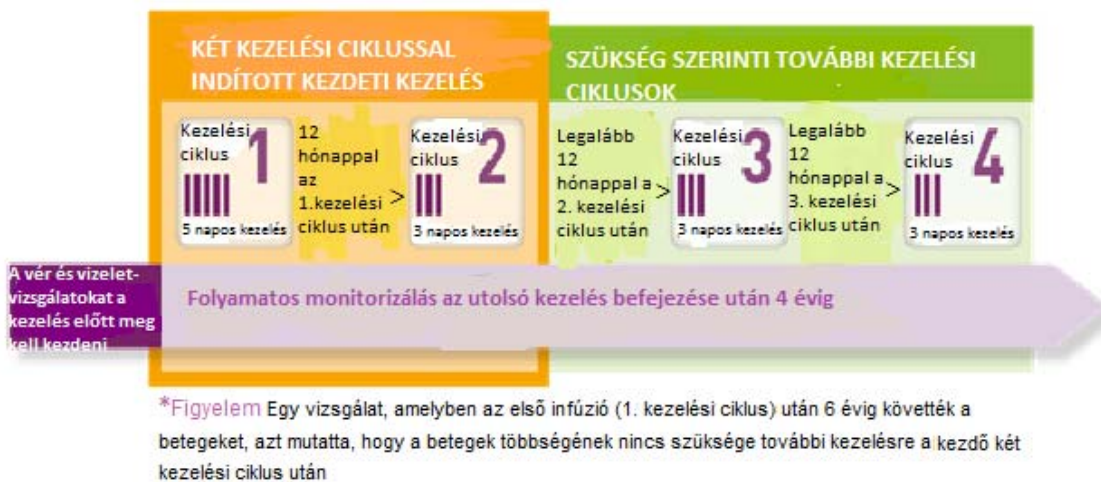 KÉT KEZELÉSI CIKLUSSAL
INDÍTOTT KEZDETI KEZELÉS
Kezelési
ciklus
1
5 napos kezelés
12
hónappal
az
1.kezelési >
ciklus után
Kezelési
ciklus
2
3 napos kezelés
SZÜKSÉG SZERINTI TOVÁBBI KEZELÉSI
CIKLUSOK
Legalább
12
hónappal a
2. kezelési >
ciklus után
Kezelési
ciklus
3
3 napos kezelés
Legalább
12
hónappal a
3. kezelési >
ciklus után
Kezelési
ciklus
4
3 napos kezelés
A vér és vizelet-
vizsgálatokat a
kezelés előtt meg
kell kezdeni
Folyamatos monitorizálás az utolsó kezelés befejezése után 4 évig
*Figyelem Egy vizsgálat, amelyben az első infúzió (1. kezelési ciklus) után 6 évig követték a
betegeket, azt mutatta, hogy a betegek többségének nincs szüksége további kezelésre a kezdő két
kezelési ciklus után